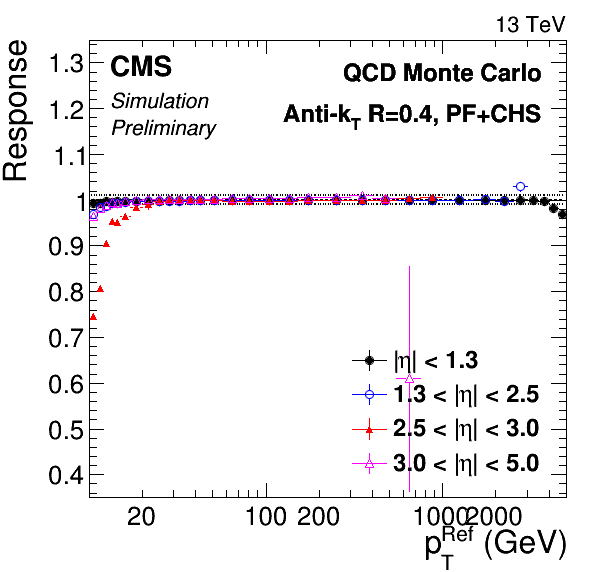 13 TeV
CMS
QCD Monte Carlo
Simulation
Preliminary
Anti-kT R=0.4, PF+CHS
Response
1.3
1.2
1.1
1
0.9
0.8
0.7
0.6
0.5
0.4
|η| < 1.3
1.3 < |η| < 2.5
2.5 < |η| < 3.0
3.0 < |η| < 5.0
20 100 200 1000 2000
pTRef (GeV)